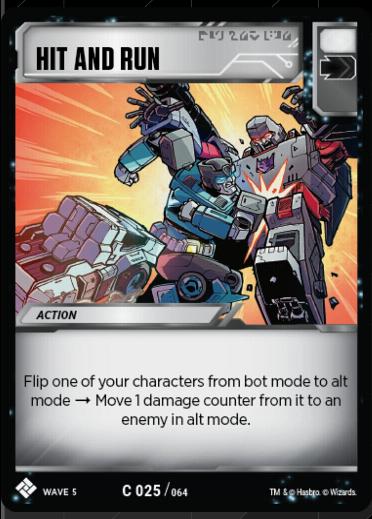 HIT AND RUN
ACTION
Flip one of your characters from bot mode to alt
mode → Move 1 damage counter from it to an
enemy in alt mode.
WAVE 5
C 025/064
TM & © Hasbro. © Wizards.